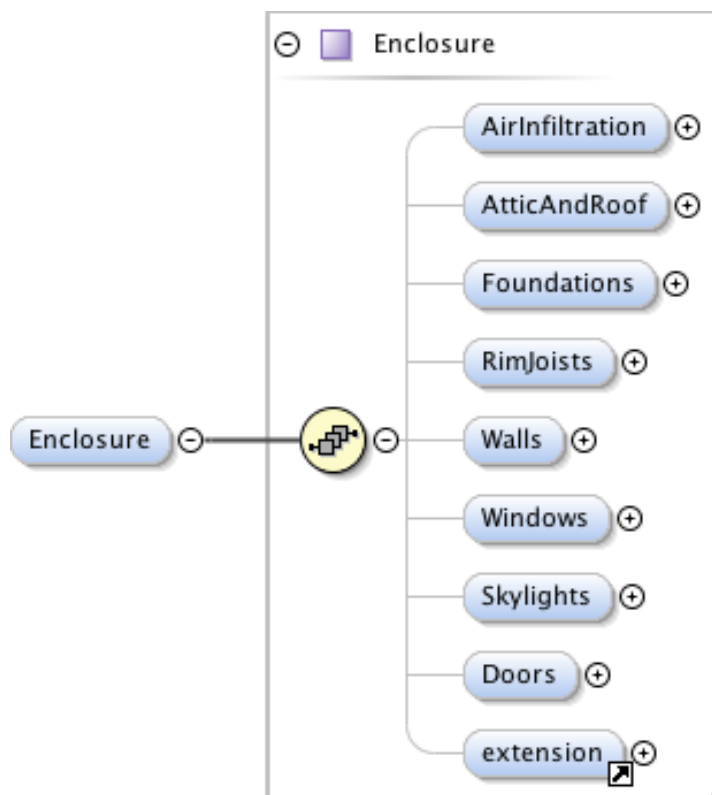 Enclosure
AirInfiltration
AtticAndRoof
Foundations
RimJoists
Enclosure
Walls
Windows
Skylights
Doors
extension